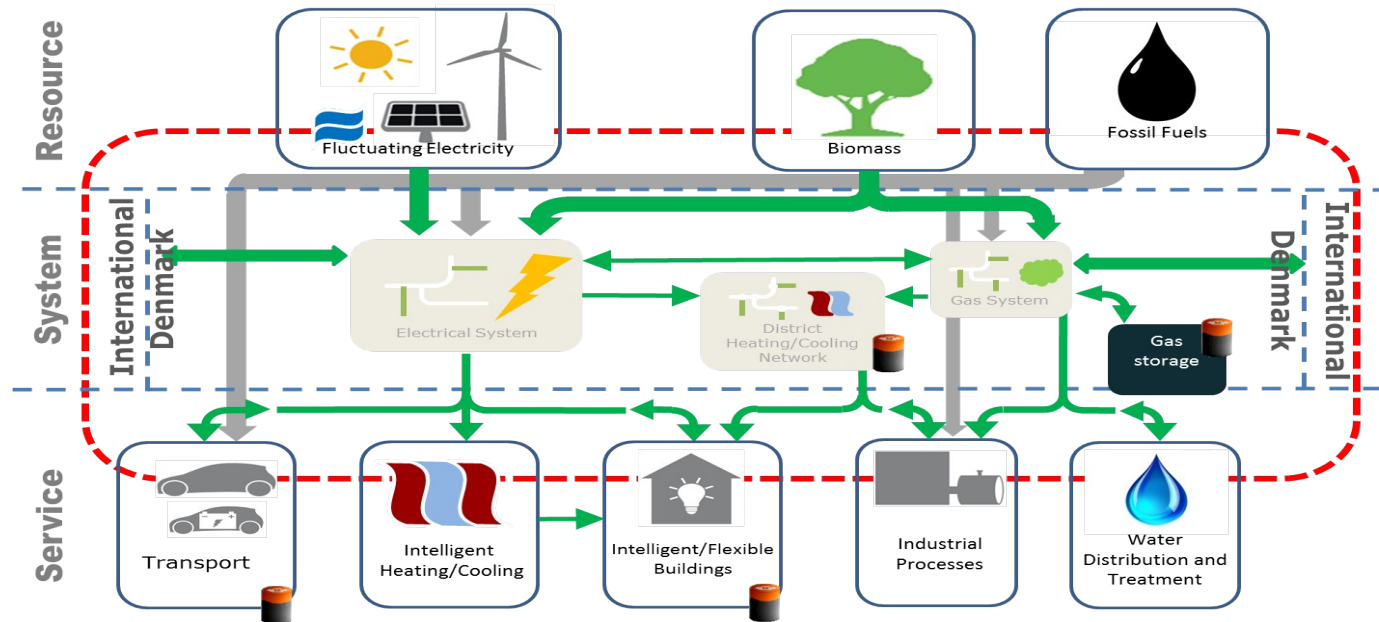 Resource
Fluctuating Electricity
Biomass
Fossil Fuels
System
International
Denmark
Electrical System
District
Heating/Cooling
Network
Gas System
Gas
storage
Denmark
International
Service
Transport
Intelligent
Heating/Cooling
Intelligent/Flexible
Buildings
Industrial
Processes
Water
Distribution and
Treatment